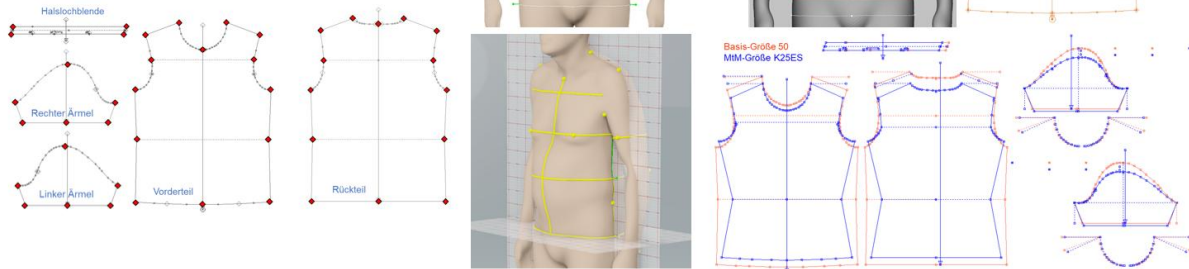 Halslochblende
Rechter Ärmel
Linker Ärmel
Vorderteil
Rückteil
Basis-Größe 50
MtM-Größe K25ES